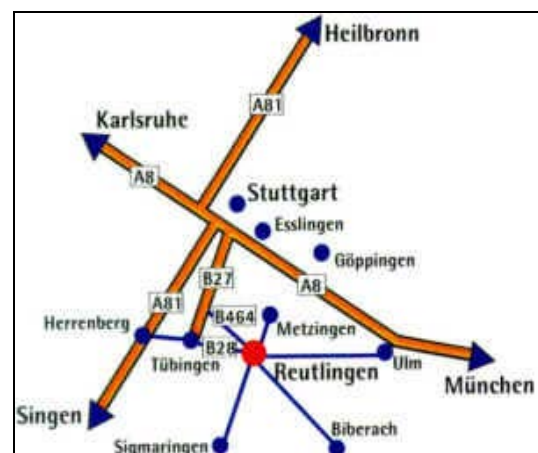 Heilbronn
A81
Karlsruhe
A8
Stuttgart
Esslingen
Göppingen
B27
A8
A81
B464
Herrenberg
Metzingen
B28
Tübingen
Reutlingen
Ulm
München
Singen
Biberach
Sigmaringen